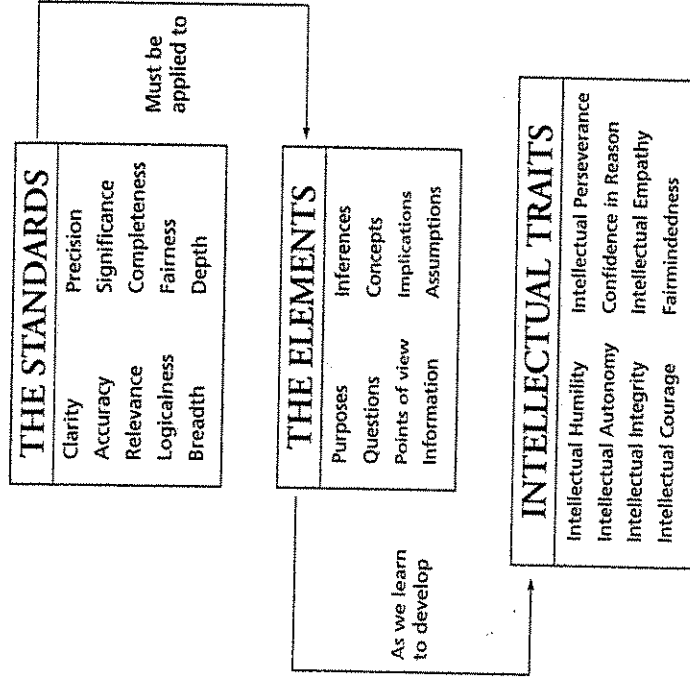 THE STANDARDS
Clarity Precision
Accuracy Significance
Relevance Completeness
Logicalness Fairness
Breadth Depth
Must be
applied to
THE ELEMENTS
Purposes Inferences
Questions Concepts
Points of view Implications
Information Assumptions
As we learn
to develop
INTELLECTUAL TRAITS
Intellectual Humility Intellectual Perseverance
Intellectual Autonomy Confidence in Reason
Intellectual Integrity Intellectual Empathy
Intellectual Courage Fairmindedness